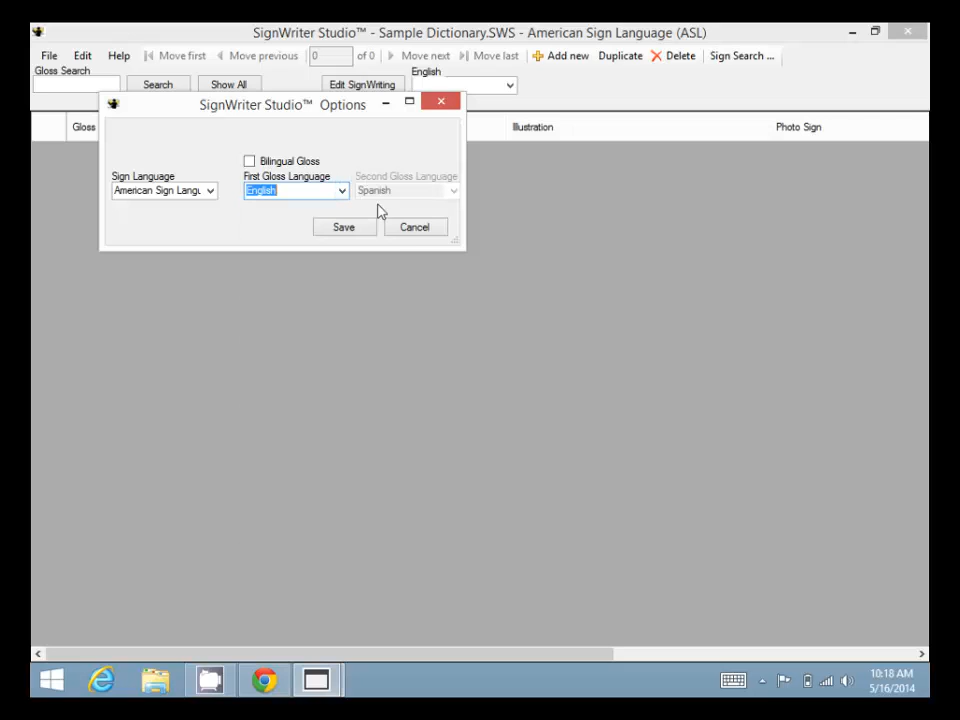 SignWriter Studio™ - Sample Dictionary.SWS - American Sign Language (ASL)
File Edit Help Move first Move previous 0 of 0 Move next Move last Add new Duplicate Delete Sign Search ...
Gloss Search English
Search Show All Edit SignWriting
SignWriter Studio™ Options
Gloss Illustration Photo Sign
Bilingual Gloss
Sign Language First Gloss Language Second Gloss Language
American Sign Langu English Spanish
Save Cancel
10:18 AM
5/16/2014